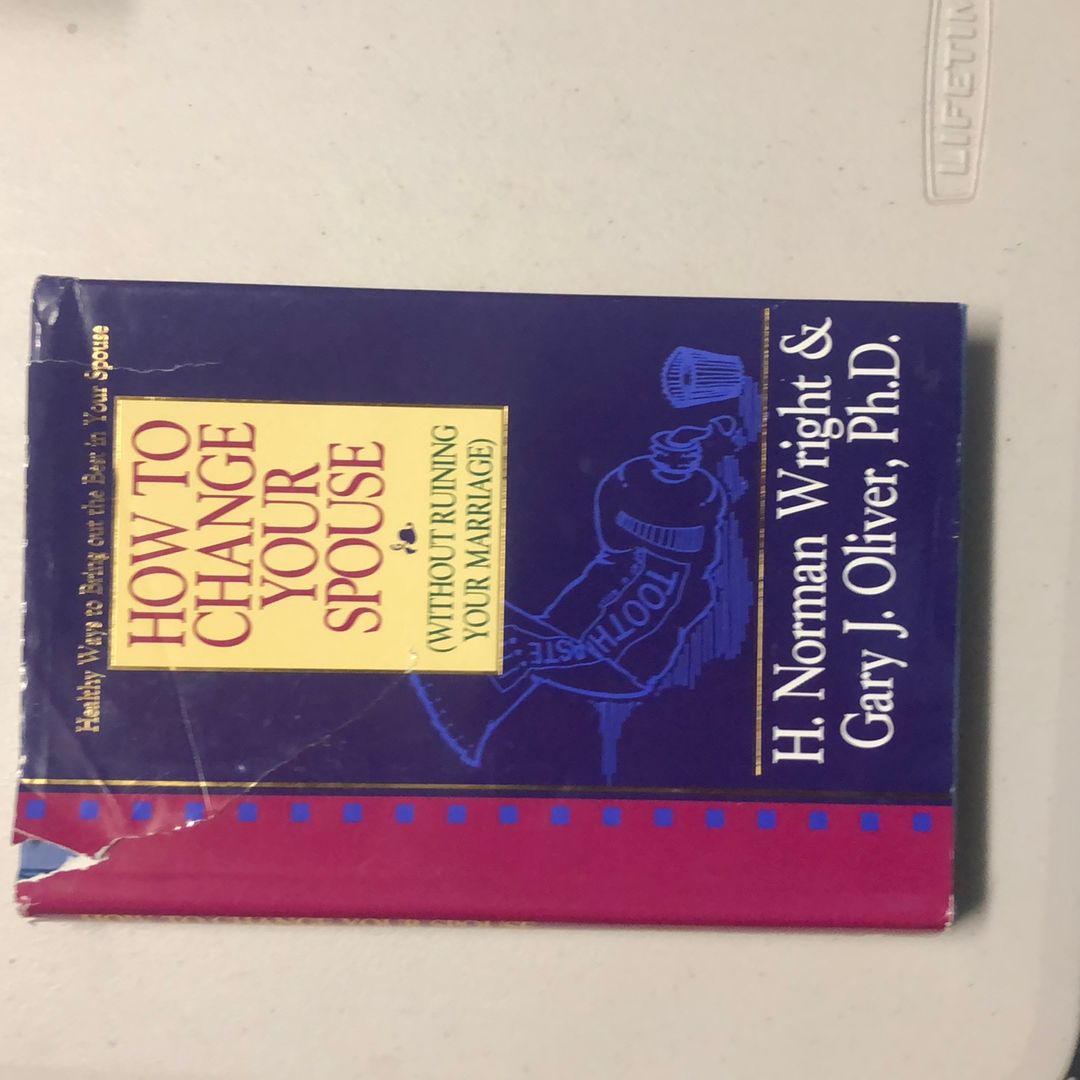 Healthy Ways to Bring out the Best in Your Spouse
HOW TO
CHANGE
YOUR
SPOUSE
(WITHOUT RUINING
YOUR MARRIAGE)
TOOTH
H. Norman Wright &
Gary J. Oliver, Ph.D.